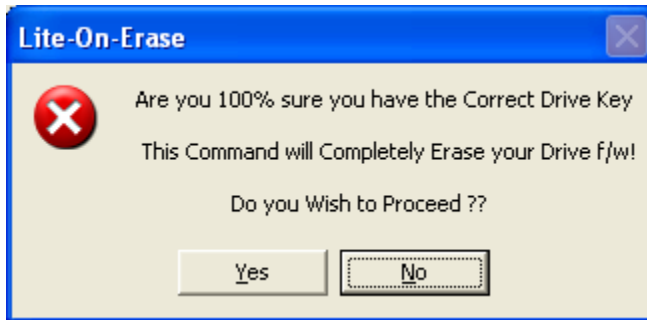 Lite-On-Erase
Are you 100% sure you have the Correct Drive Key
This Command will Completely Erase your Drive f/w!
Do you Wish to Proceed ??
Yes
No